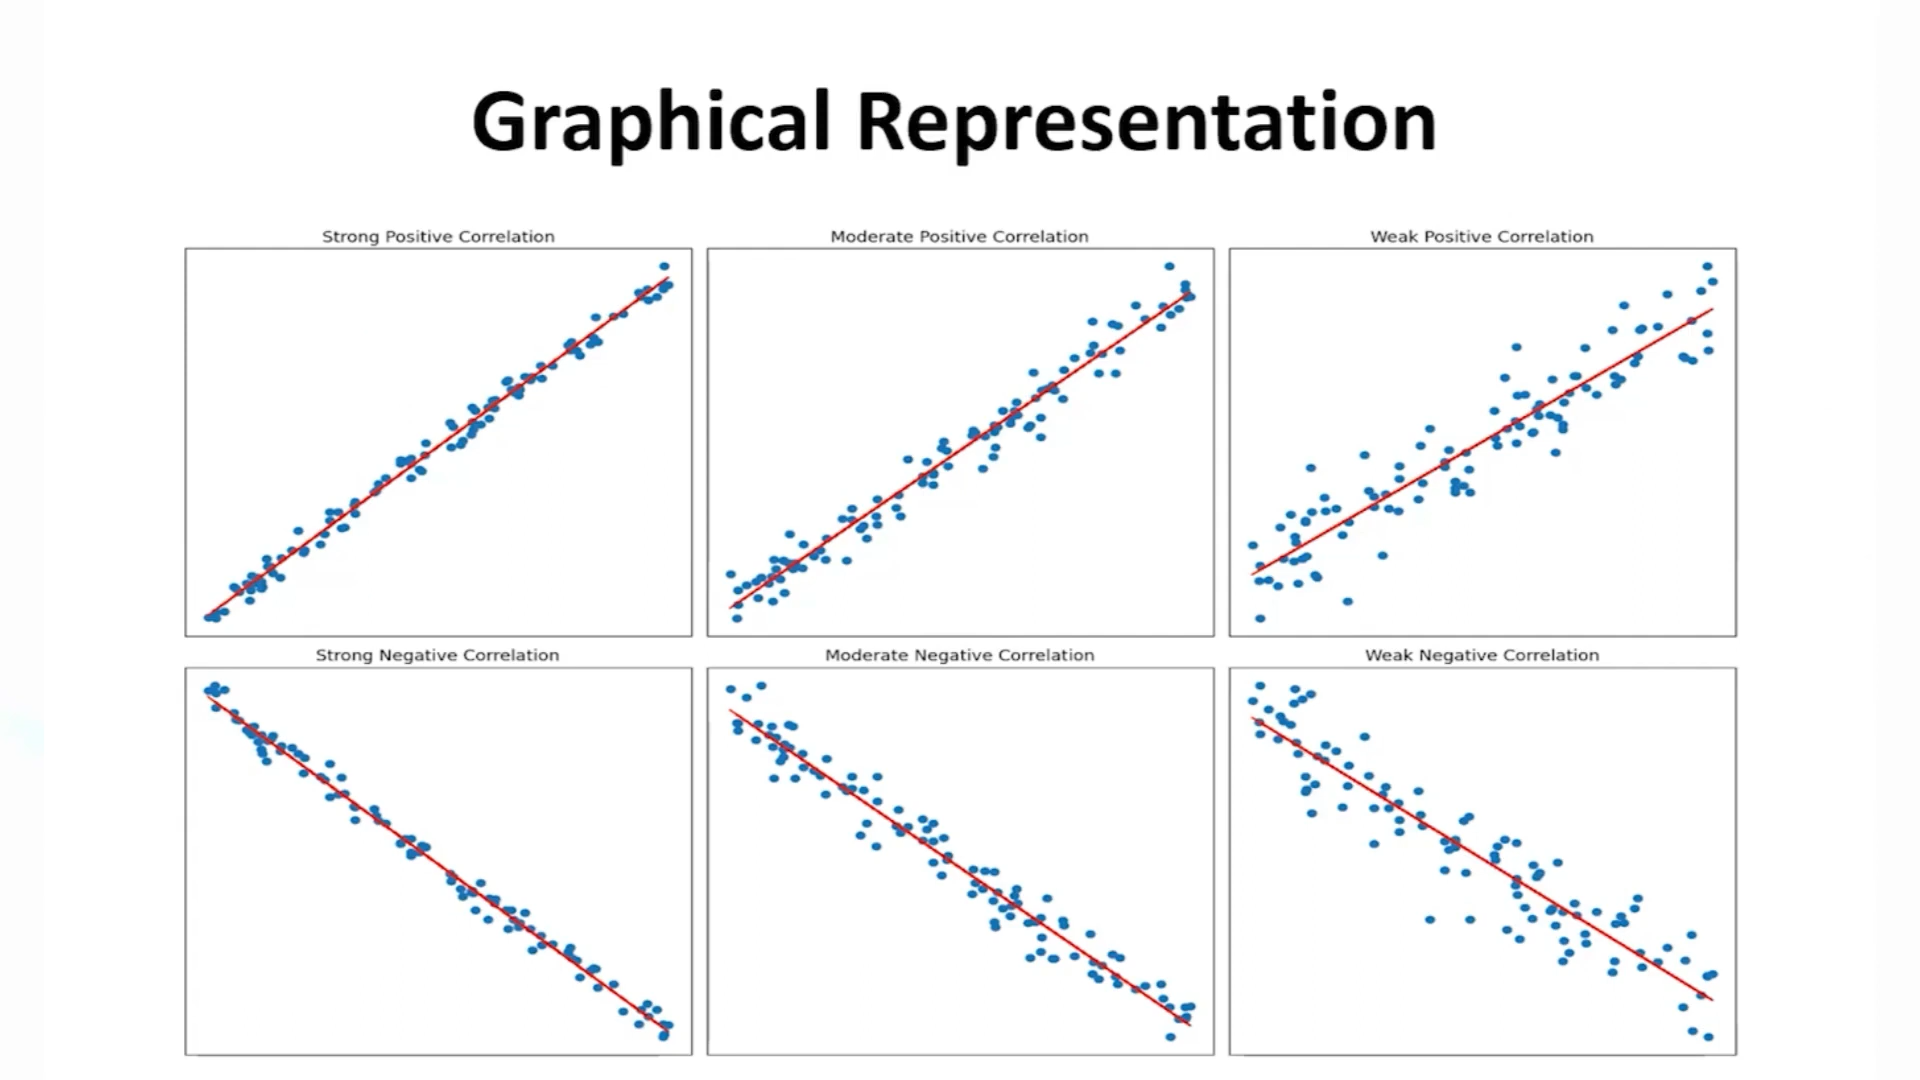 Graphical Representation
Strong Positive Correlation
Moderate Positive Correlation
Weak Positive Correlation
Strong Negative Correlation
Moderate Negative Correlation
Weak Negative Correlation